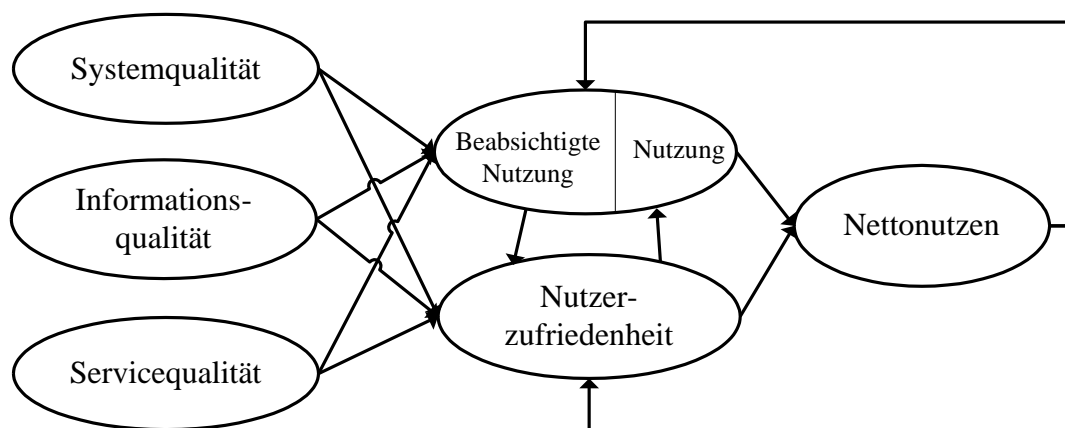 Systemqualität
Informations-
qualität
Servicequalität
Beabsichtigte
Nutzung
Nutzung
Nutzer-
zufriedenheit
Nettonutzen